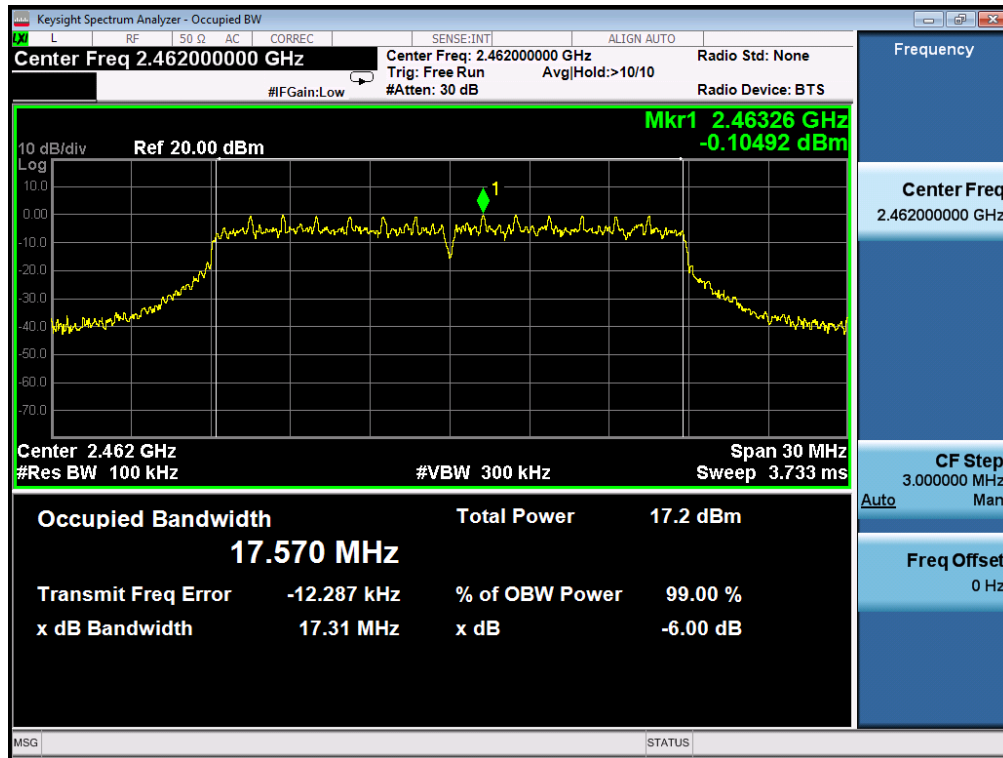 Keysight Spectrum Analyzer - Occupied BW
LXI L RF 50 Ω AC CORREC SENSE:INT ALIGN AUTO
Center Freq 2.462000000 GHz
#IFGain:Low
Center Freq: 2.462000000 GHz
Trig: Free Run Avg|Hold:>10/10
#Atten: 30 dB
Radio Std: None
Radio Device: BTS
Mkr1 2.46326 GHz
-0.10492 dBm
10 dB/div Ref 20.00 dBm
Log
10.0
0.00
-10.0
-20.0
-30.0
-40.0
-50.0
-60.0
-70.0
1
Center 2.462 GHz Span 30 MHz
#Res BW 100 kHz #VBW 300 kHz Sweep 3.733 ms
Occupied Bandwidth Total Power 17.2 dBm
17.570 MHz
Transmit Freq Error -12.287 kHz % of OBW Power 99.00 %
x dB Bandwidth 17.31 MHz x dB -6.00 dB
MSG STATUS
Frequency
Center Freq
2.462000000 GHz
CF Step
3.000000 MHz
Auto Man
Freq Offset
0 Hz